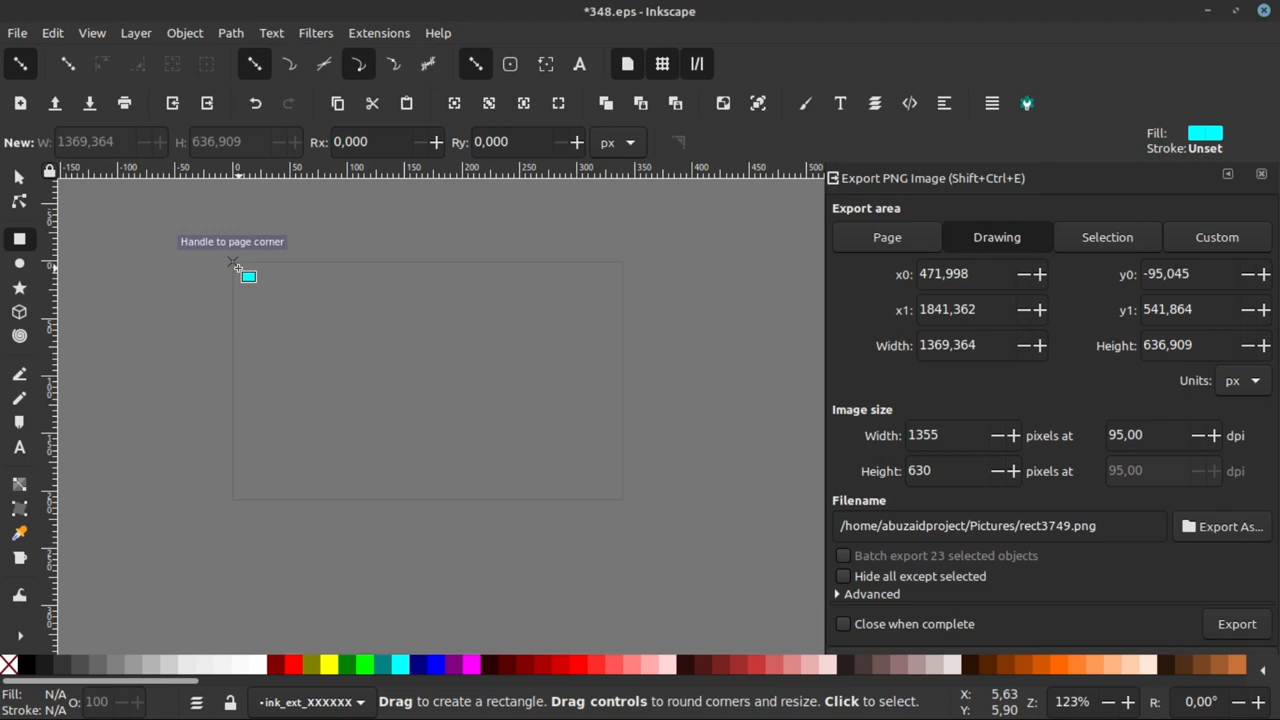 *348.eps - Inkscape
File Edit View Layer Object Path Text Filters Extensions Help
New: W: 1369,364 H: 636,909 Rx: 0,000 Ry: 0,000 px
Fill:
Stroke: Unset
-150 -100 -50 0 50 100 150 200 250 300 350 400 450 500
Export PNG Image (Shift+Ctrl+E)
Export area
Page Drawing Selection Custom
Handle to page corner
x0: 471,998 y0: -95,045
x1: 1841,362 y1: 541,864
Width: 1369,364 Height: 636,909
Units: px
Image size
Width: 1355 pixels at 95,00 dpi
Height: 630 pixels at 95,00 dpi
Filename
/home/abuzaidproject/Pictures/rect3749.png Export As...
Batch export 23 selected objects
Hide all except selected
Advanced
Close when complete Export
Fill: N/A
Stroke: N/A
O: 100 •ink_ext_XXXXXX Drag to create a rectangle. Drag controls to round corners and resize. Click to select. X: 5,63 Z: 123% R: 0,00°
Y: 5,90